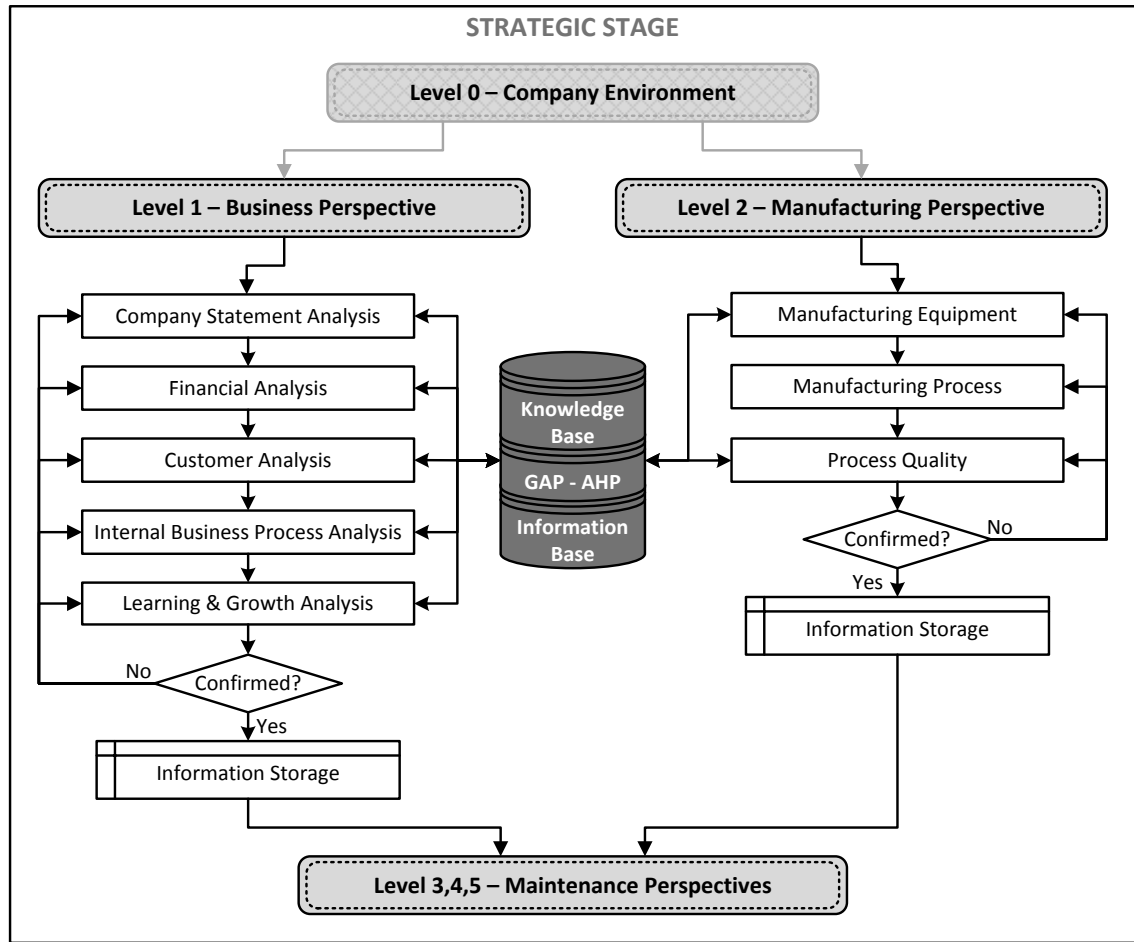 STRATEGIC STAGE
Level 0 – Company Environment
Level 1 – Business Perspective
Level 2 – Manufacturing Perspective
Company Statement Analysis
Financial Analysis
Customer Analysis
Internal Business Process Analysis
Learning & Growth Analysis
No
Confirmed?
Yes
Information Storage
Knowledge
Base
GAP - AHP
Information
Base
Manufacturing Equipment
Manufacturing Process
Process Quality
Confirmed?
No
Yes
Information Storage
Level 3,4,5 – Maintenance Perspectives